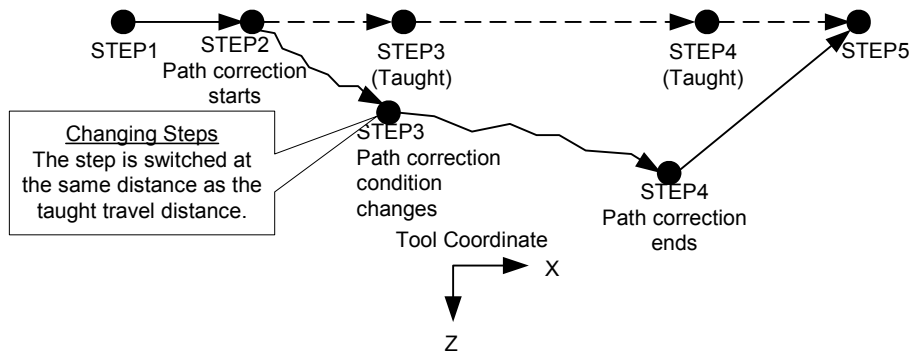 STEP1
STEP2
Path correction
starts
STEP3
(Taught)
STEP4
(Taught)
STEP5
Changing Steps
The step is switched at
the same distance as the
taught travel distance.
STEP3
Path correction
condition
changes
STEP4
Path correction
ends
Tool Coordinate
X
Z